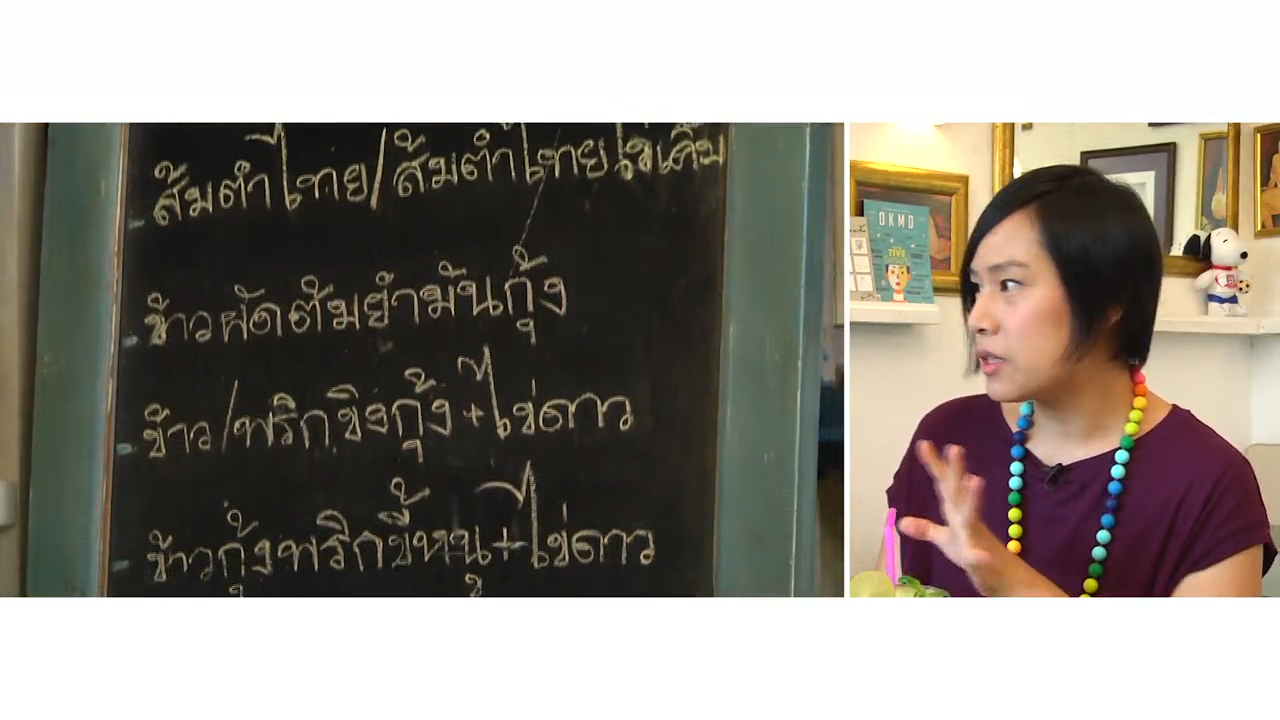 ส้มตำไทย/ส้มตำไทยไข่เค็ม
ข้าวผัดต้มยำมันกุ้ง
ข้าว/พริกขิงกุ้ง+ไข่ดาว
ข้าวกุ้งพริกขี้หนู+ไข่ดาว
OKMD